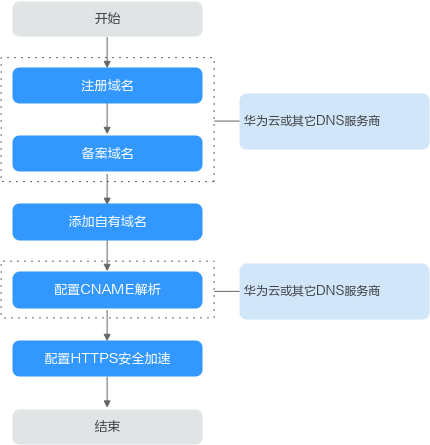 开始
注册域名
华为云或其它DNS服务商
备案域名
添加自有域名
配置CNAME解析
华为云或其它DNS服务商
配置HTTPS安全加速
结束